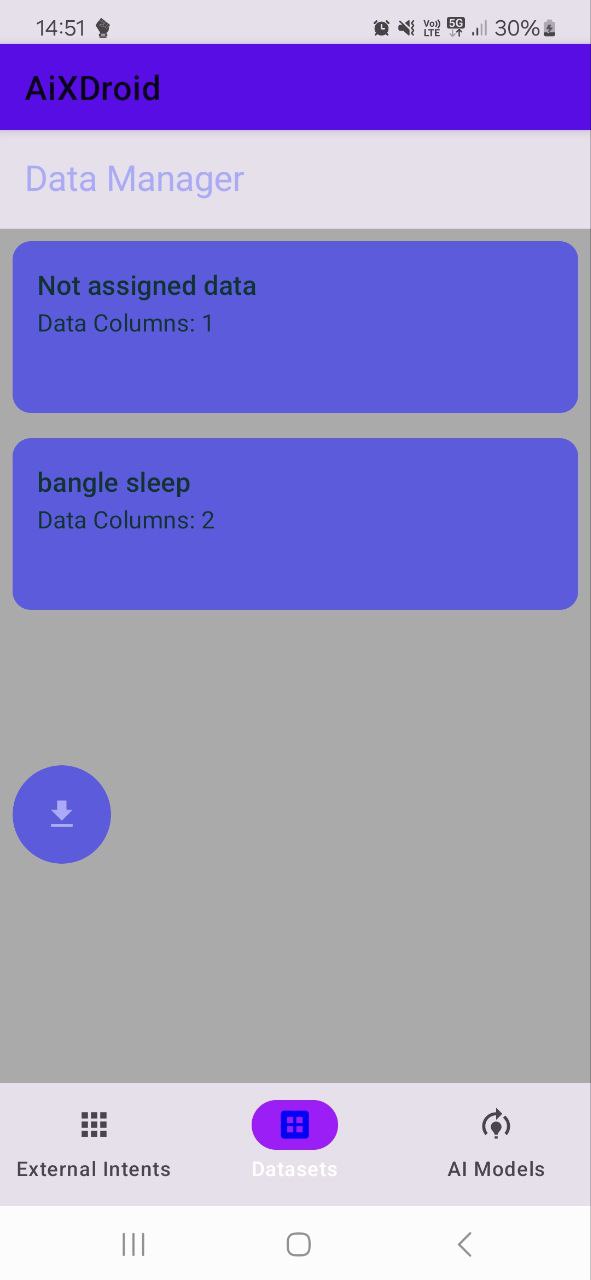 14:51 Vo)) LTE 5G 30%
AiXDroid
Data Manager
Not assigned data
Data Columns: 1
bangle sleep
Data Columns: 2
External Intents Datasets AI Models